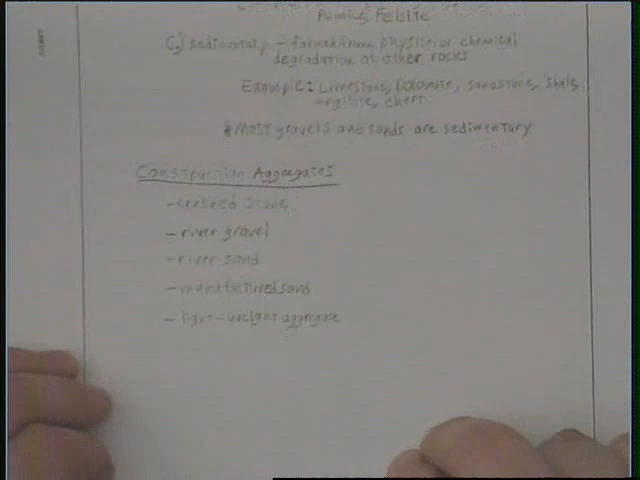 Pumice, Felsite
C.) sedimentary - formed from physical or chemical
degradation of other rocks
Example: Limestone, Dolomite, sandstone, shale,
argillite, chert
* Most gravels and sands are sedimentary
Construction Aggregates
- crushed stone
- river gravel
- river sand
- manufactured sand
- light-weight aggregate